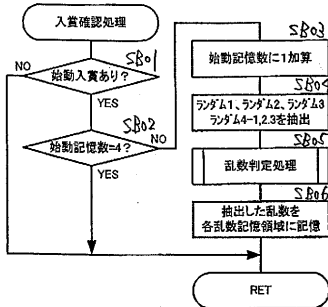 入賞確認処理
SB01
始動入賞あり?
NO
YES
SB02
始動記憶数=4?
NO
YES
SB03
始動記憶数に1加算
SB04
ランダム1、ランダム2、ランダム3
ランダム4-1,2,3を抽出
SB05
乱数判定処理
SB06
抽出した乱数を
各乱数記憶領域に記憶
RET